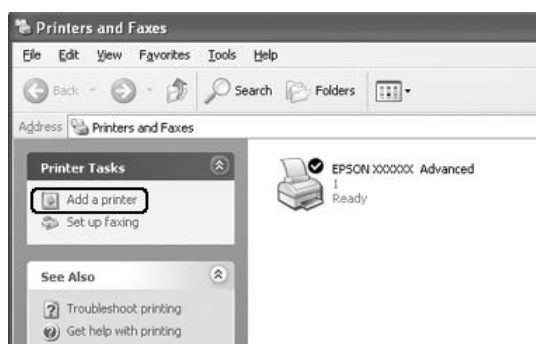 Printers and Faxes
File Edit View Favorites Tools Help
Back Search Folders
Address Printers and Faxes
Printer Tasks
Add a printer
Set up faxing
See Also
Troubleshoot printing
Get help with printing
EPSON XXXXXX Advanced
1
Ready